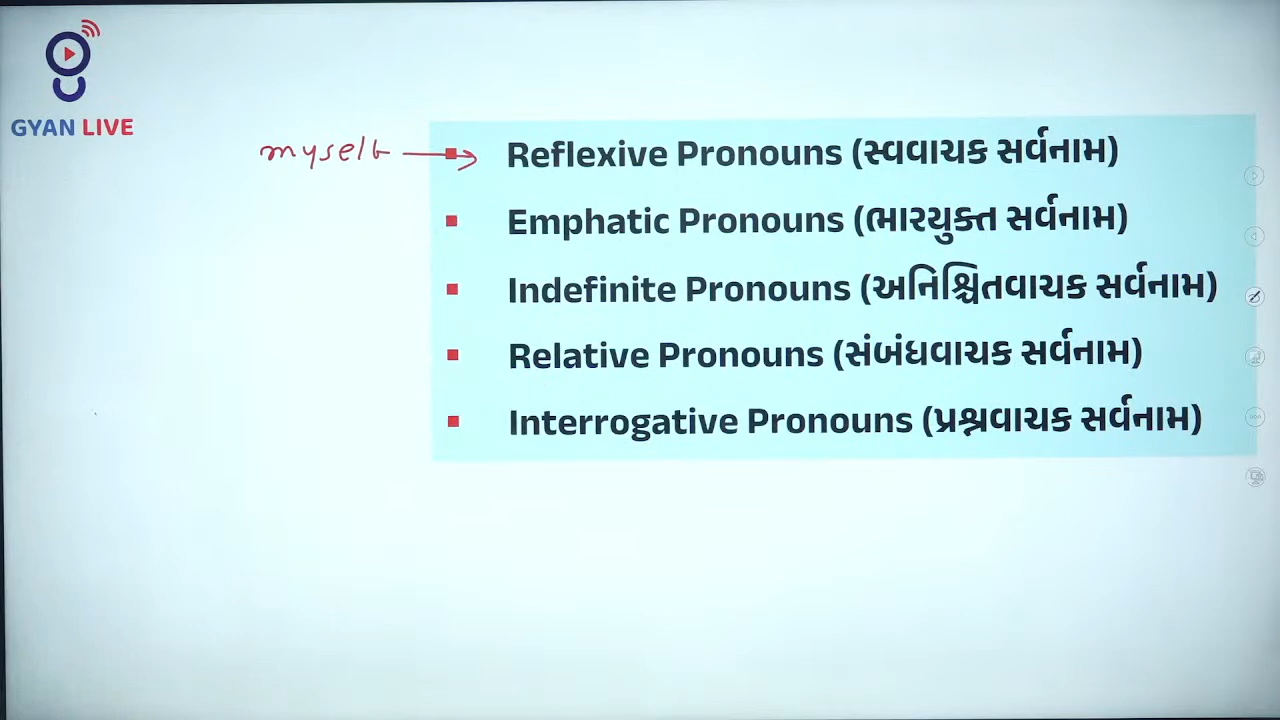 GYAN LIVE
myself → Reflexive Pronouns (સ્વવાચક સર્વનામ)
Emphatic Pronouns (ભારયુક્ત સર્વનામ)
Indefinite Pronouns (અનિશ્ચિતવાચક સર્વનામ)
Relative Pronouns (સંબંધવાચક સર્વનામ)
Interrogative Pronouns (પ્રશ્નવાચક સર્વનામ)